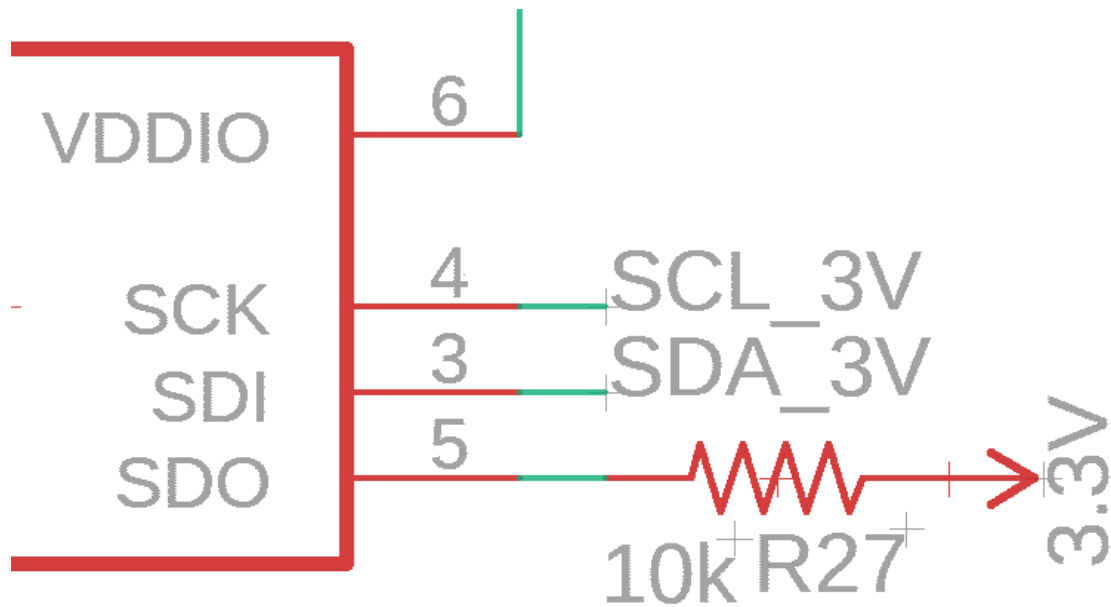 6
VDDIO
4
SCL_3V
SCK
3
SDA_3V
SDI
5
SDO
3.3V
10k
R27